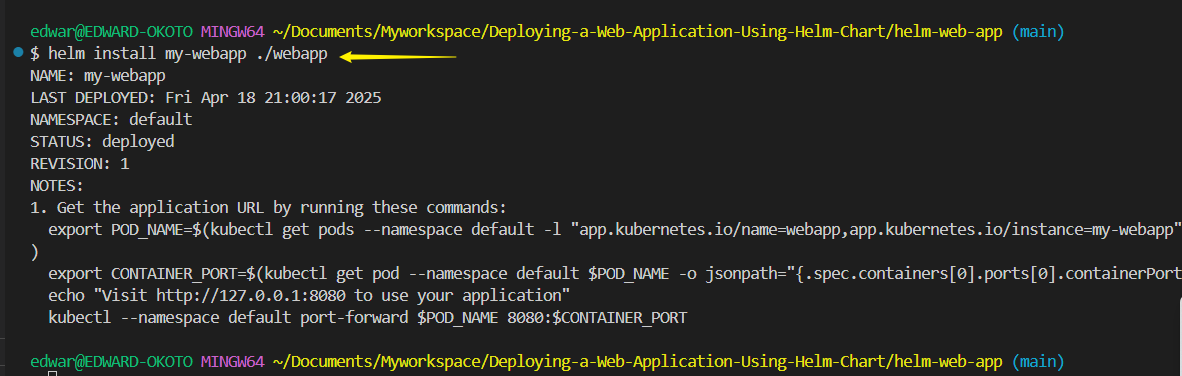 edwar@EDWARD-OKOTO MINGW64 ~/Documents/Myworkspace/Deploying-a-Web-Application-Using-Helm-Chart/helm-web-app (main)
$ helm install my-webapp ./webapp
NAME: my-webapp
LAST DEPLOYED: Fri Apr 18 21:00:17 2025
NAMESPACE: default
STATUS: deployed
REVISION: 1
NOTES:
1. Get the application URL by running these commands:
  export POD_NAME=$(kubectl get pods --namespace default -l "app.kubernetes.io/name=webapp,app.kubernetes.io/instance=my-webapp"
)
  export CONTAINER_PORT=$(kubectl get pod --namespace default $POD_NAME -o jsonpath="{.spec.containers[0].ports[0].containerPort
  echo "Visit http://127.0.0.1:8080 to use your application"
  kubectl --namespace default port-forward $POD_NAME 8080:$CONTAINER_PORT
edwar@EDWARD-OKOTO MINGW64 ~/Documents/Myworkspace/Deploying-a-Web-Application-Using-Helm-Chart/helm-web-app (main)